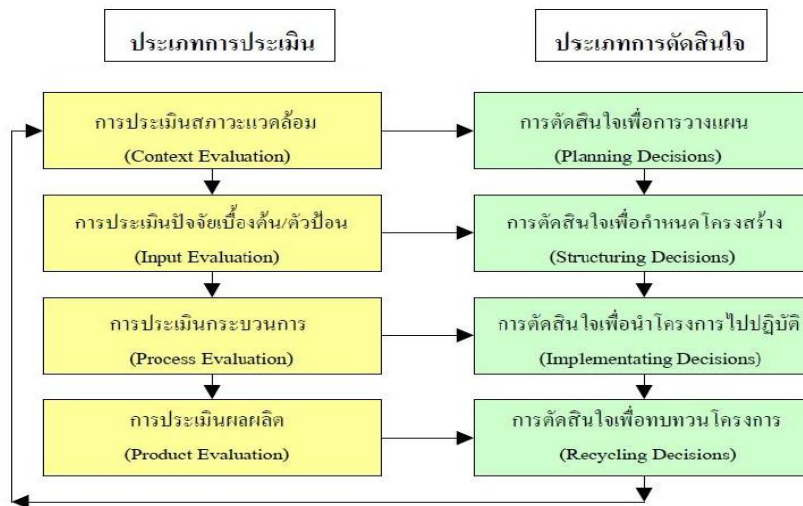 ประเภทการประเมิน
ประเภทการตัดสินใจ
การประเมินสภาวะแวดล้อม
(Context Evaluation)
การตัดสินใจเพื่อการวางแผน
(Planning Decisions)
การประเมินปัจจัยเบื้องต้น/ตัวป้อน
(Input Evaluation)
การตัดสินใจเพื่อกำหนดโครงสร้าง
(Structuring Decisions)
การประเมินกระบวนการ
(Process Evaluation)
การตัดสินใจเพื่อนำโครงการไปปฏิบัติ
(Implementating Decisions)
การประเมินผลผลิต
(Product Evaluation)
การตัดสินใจเพื่อทบทวนโครงการ
(Recycling Decisions)